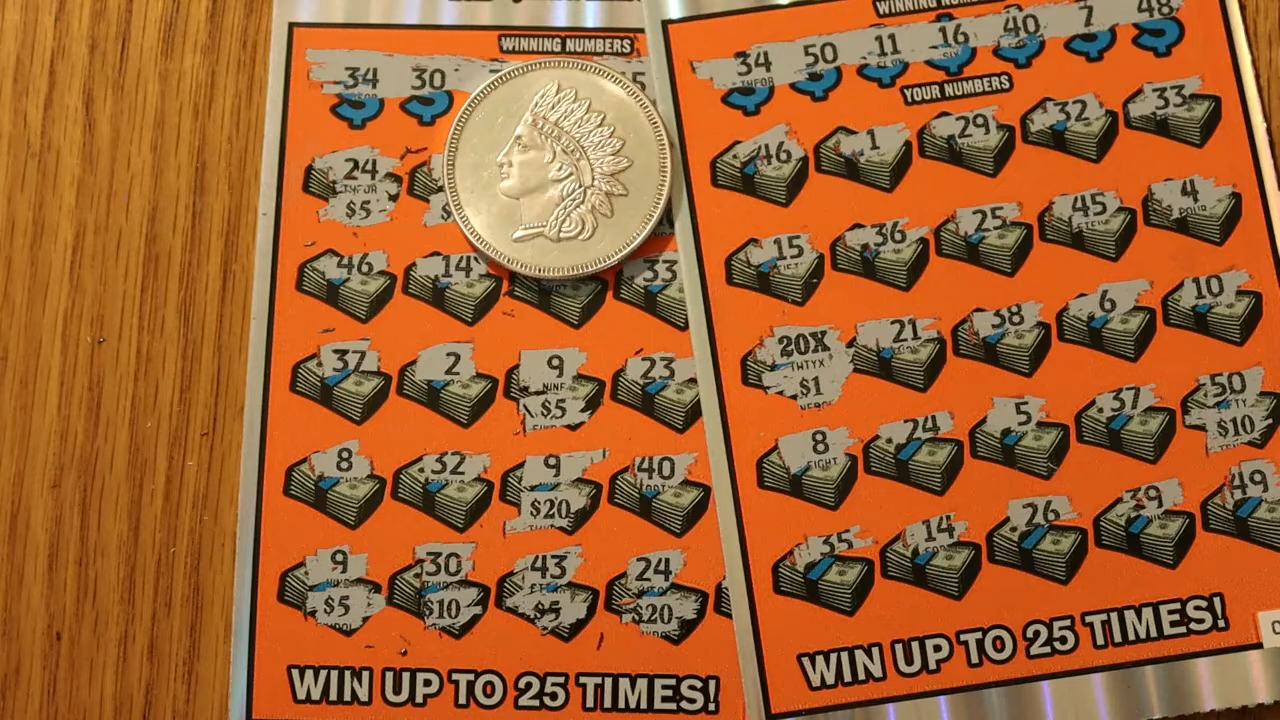 WINNING NUMBERS
34 30 5
24
$5
46 14 33
37 2 9 23
NINE
$5
8 32 9 40
$20
9 30 43 24
$5 $10 $5 $20
WIN UP TO 25 TIMES!
34 50 11 16 40 7 48
YOUR NUMBERS
46 1 29 32 33
15 36 25 45 4
20X 21 38 6 10
TWTYX
$1
8 24 5 37 50
EIGHT
$10
35 14 26 39 49
WIN UP TO 25 TIMES!